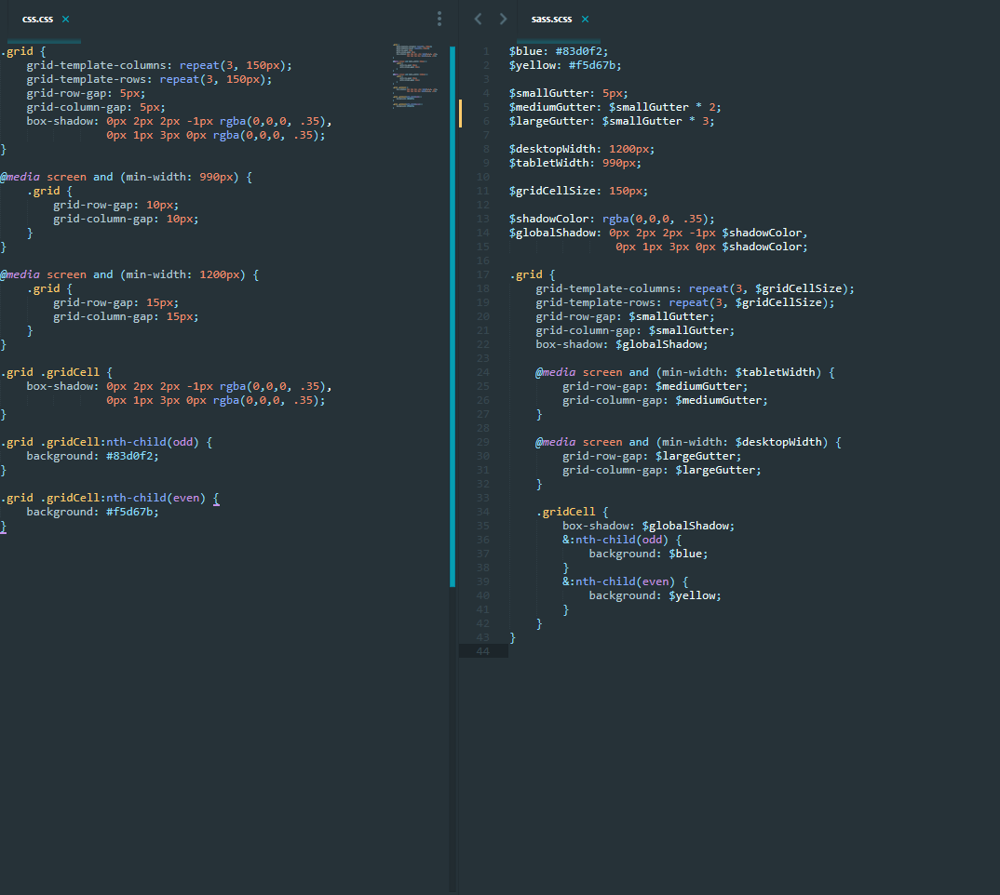 css.css ×
.grid {
    grid-template-columns: repeat(3, 150px);
    grid-template-rows: repeat(3, 150px);
    grid-row-gap: 5px;
    grid-column-gap: 5px;
    box-shadow: 0px 2px 2px -1px rgba(0,0,0, .35),
                0px 1px 3px 0px rgba(0,0,0, .35);
}
@media screen and (min-width: 990px) {
    .grid {
        grid-row-gap: 10px;
        grid-column-gap: 10px;
    }
}
@media screen and (min-width: 1200px) {
    .grid {
        grid-row-gap: 15px;
        grid-column-gap: 15px;
    }
}
.grid .gridCell {
    box-shadow: 0px 2px 2px -1px rgba(0,0,0, .35),
                0px 1px 3px 0px rgba(0,0,0, .35);
}
.grid .gridCell:nth-child(odd) {
    background: #83d0f2;
}
.grid .gridCell:nth-child(even) {
    background: #f5d67b;
}
sass.scss ×
1 $blue: #83d0f2;
2 $yellow: #f5d67b;
3
4 $smallGutter: 5px;
5 $mediumGutter: $smallGutter * 2;
6 $largeGutter: $smallGutter * 3;
7
8 $desktopWidth: 1200px;
9 $tabletWidth: 990px;
10
11 $gridCellSize: 150px;
12
13 $shadowColor: rgba(0,0,0, .35);
14 $globalShadow: 0px 2px 2px -1px $shadowColor,
15                 0px 1px 3px 0px $shadowColor;
16
17 .grid {
18     grid-template-columns: repeat(3, $gridCellSize);
19     grid-template-rows: repeat(3, $gridCellSize);
20     grid-row-gap: $smallGutter;
21     grid-column-gap: $smallGutter;
22     box-shadow: $globalShadow;
23
24     @media screen and (min-width: $tabletWidth) {
25         grid-row-gap: $mediumGutter;
26         grid-column-gap: $mediumGutter;
27     }
28
29     @media screen and (min-width: $desktopWidth) {
30         grid-row-gap: $largeGutter;
31         grid-column-gap: $largeGutter;
32     }
33
34     .gridCell {
35         box-shadow: $globalShadow;
36         &:nth-child(odd) {
37             background: $blue;
38         }
39         &:nth-child(even) {
40             background: $yellow;
41         }
42     }
43 }
44